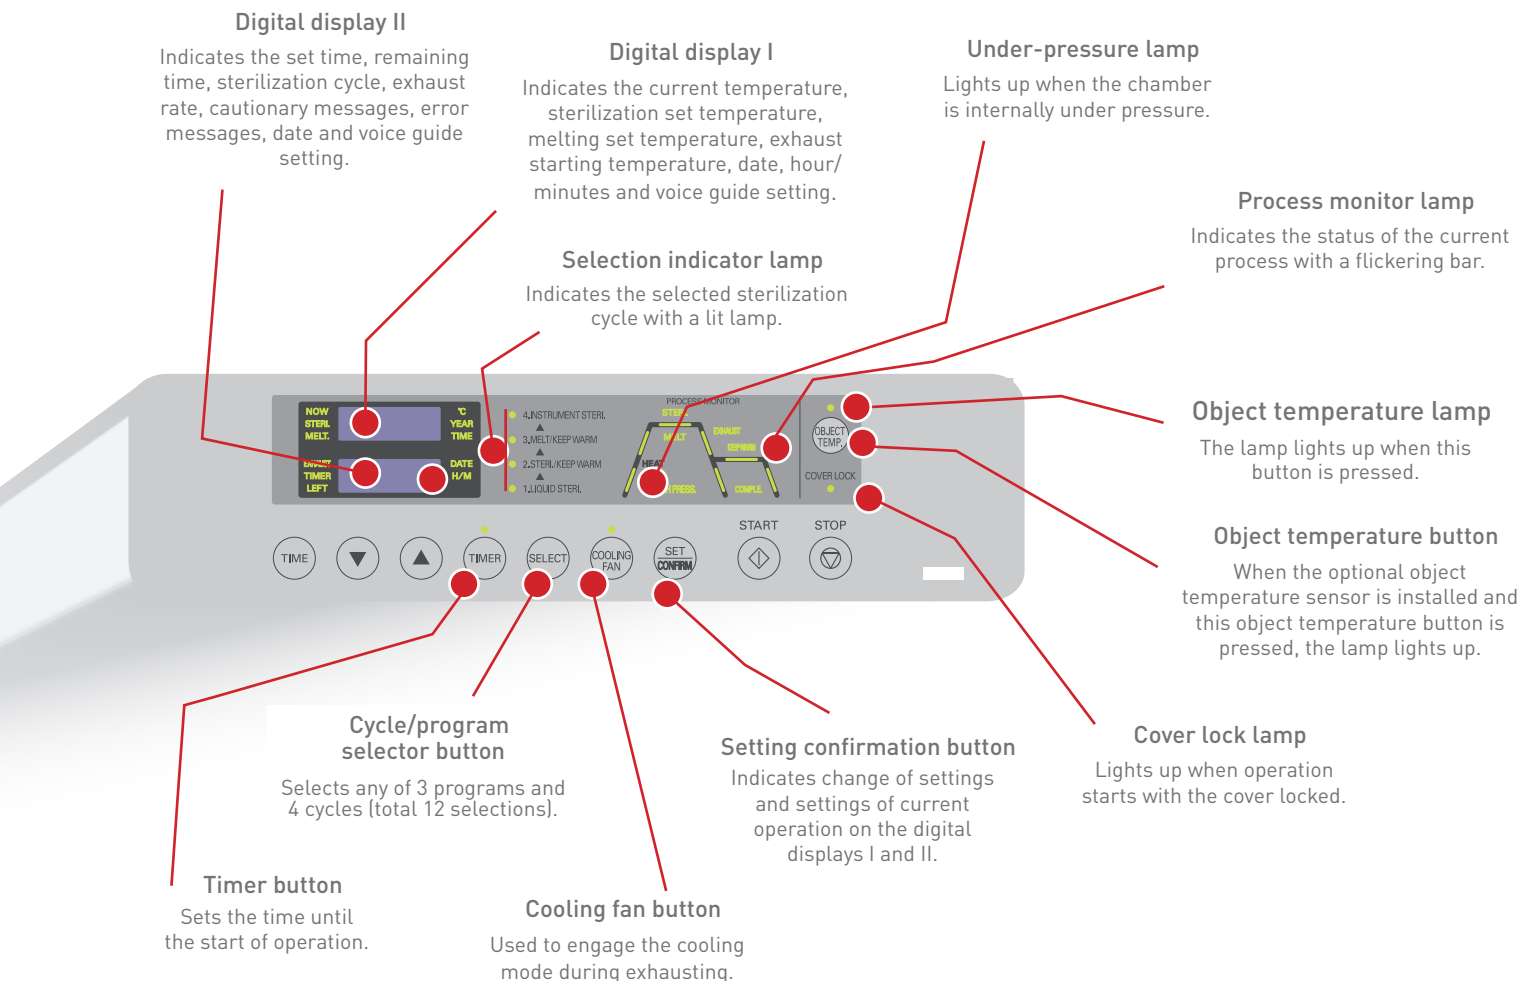 Digital display II
Indicates the set time, remaining
time, sterilization cycle, exhaust
rate, cautionary messages, error
messages, date and voice guide
setting.
Digital display I
Indicates the current temperature,
sterilization set temperature,
melting set temperature, exhaust
starting temperature, date, hour/
minutes and voice guide setting.
Under-pressure lamp
Lights up when the chamber
is internally under pressure.
Process monitor lamp
Indicates the status of the current
process with a flickering bar.
Selection indicator lamp
Indicates the selected sterilization
cycle with a lit lamp.
Object temperature lamp
The lamp lights up when this
button is pressed.
Object temperature button
When the optional object
temperature sensor is installed and
this object temperature button is
pressed, the lamp lights up.
Cover lock lamp
Lights up when operation
starts with the cover locked.
NOW
STERI.
MELT.
°C
YEAR
TIME
EXHAUST
TIMER
LEFT
DATE
H/M
4.INSTRUMENT STERI.
▲
3.MELT/KEEP WARM
▲
2.STERI./KEEP WARM
▲
1.LIQUID STERI.
PROCESS MONITOR
STERI.
MELT
EXHAUST
KEEPWARM
HEAT
PRESS.
COMPLE.
OBJECT
TEMP.
COVER LOCK
TIME
▼
▲
TIMER
SELECT
COOLING
FAN
SET
CONFIRM
START
STOP
Cycle/program
selector button
Selects any of 3 programs and
4 cycles (total 12 selections).
Setting confirmation button
Indicates change of settings
and settings of current
operation on the digital
displays I and II.
Timer button
Sets the time until
the start of operation.
Cooling fan button
Used to engage the cooling
mode during exhausting.